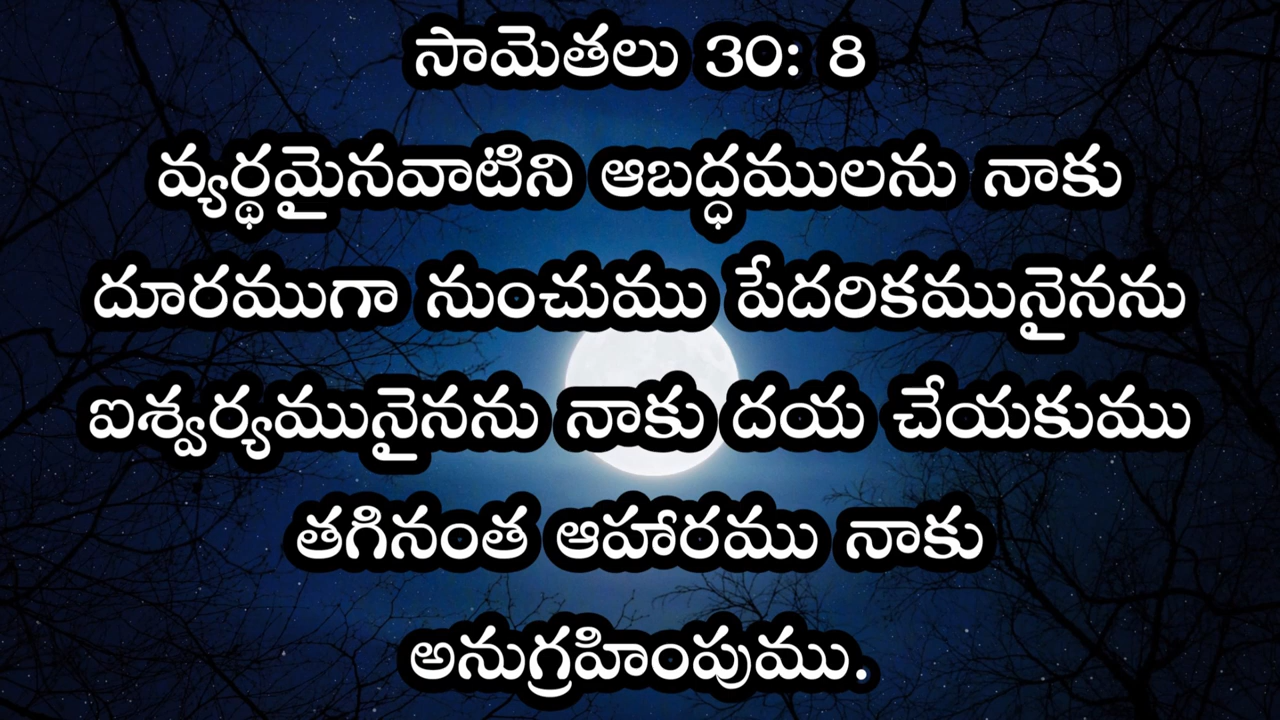 సామెతలు 30: 8
వ్యర్థమైనవాటిని ఆబద్ధములను నాకు
దూరముగా నుంచుము పేదరికమునైనను
ఐశ్వర్యమునైనను నాకు దయ చేయకుము
తగినంత ఆహారము నాకు
అనుగ్రహింపుము.